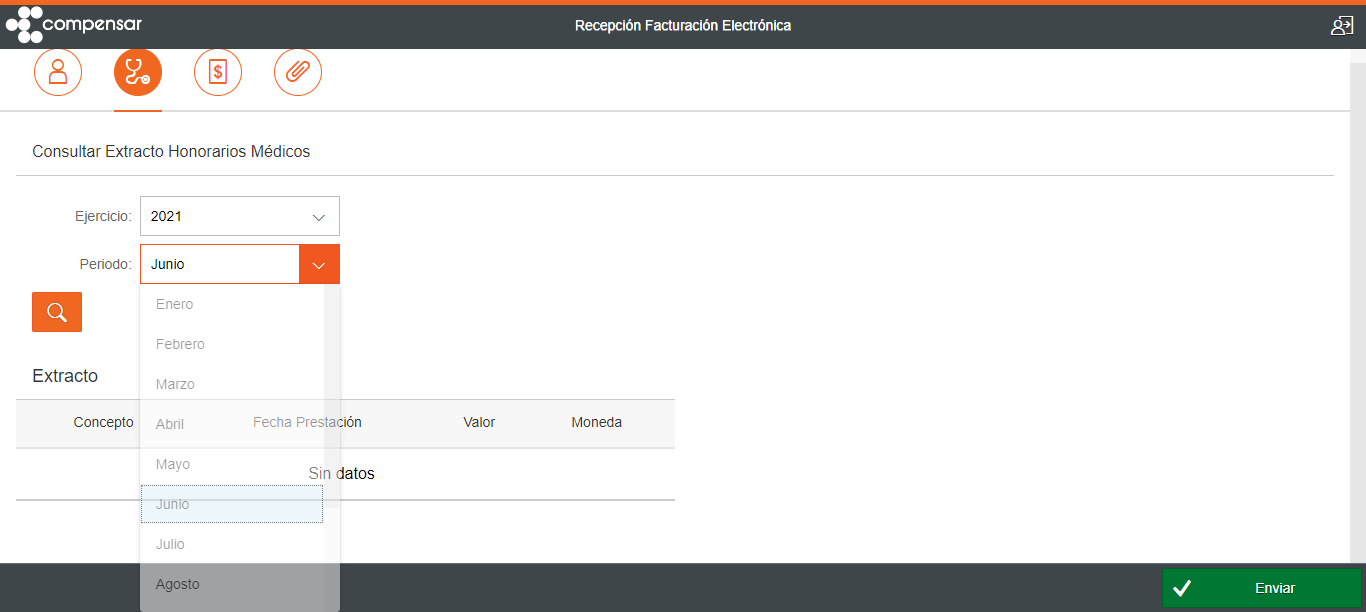 compensar
Recepción Facturación Electrónica
$
Consultar Extracto Honorarios Médicos
Ejercicio: 2021
Periodo: Junio
Enero
Febrero
Marzo
Abril
Mayo
Junio
Julio
Agosto
Extracto
Concepto Fecha Prestación Valor Moneda
Sin datos
Enviar